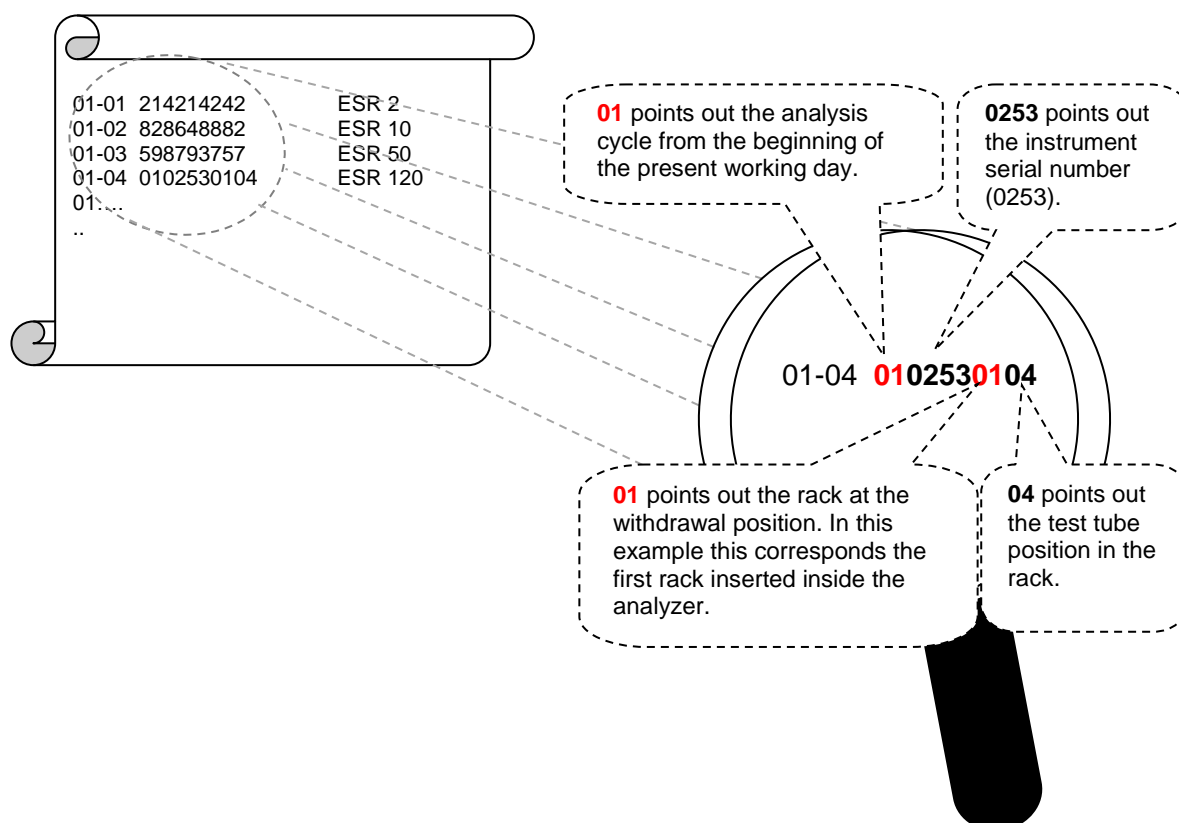 01-01 214214242 ESR 2
01-02 828648882 ESR 10
01-03 598793757 ESR 50
01-04 0102530104 ESR 120
01....
..
01 points out the analysis
cycle from the beginning of
the present working day.
0253 points out
the instrument
serial number
(0253).
01-04 0102530104
01 points out the rack at the
withdrawal position. In this
example this corresponds the
first rack inserted inside the
analyzer.
04 points out
the test tube
position in the
rack.